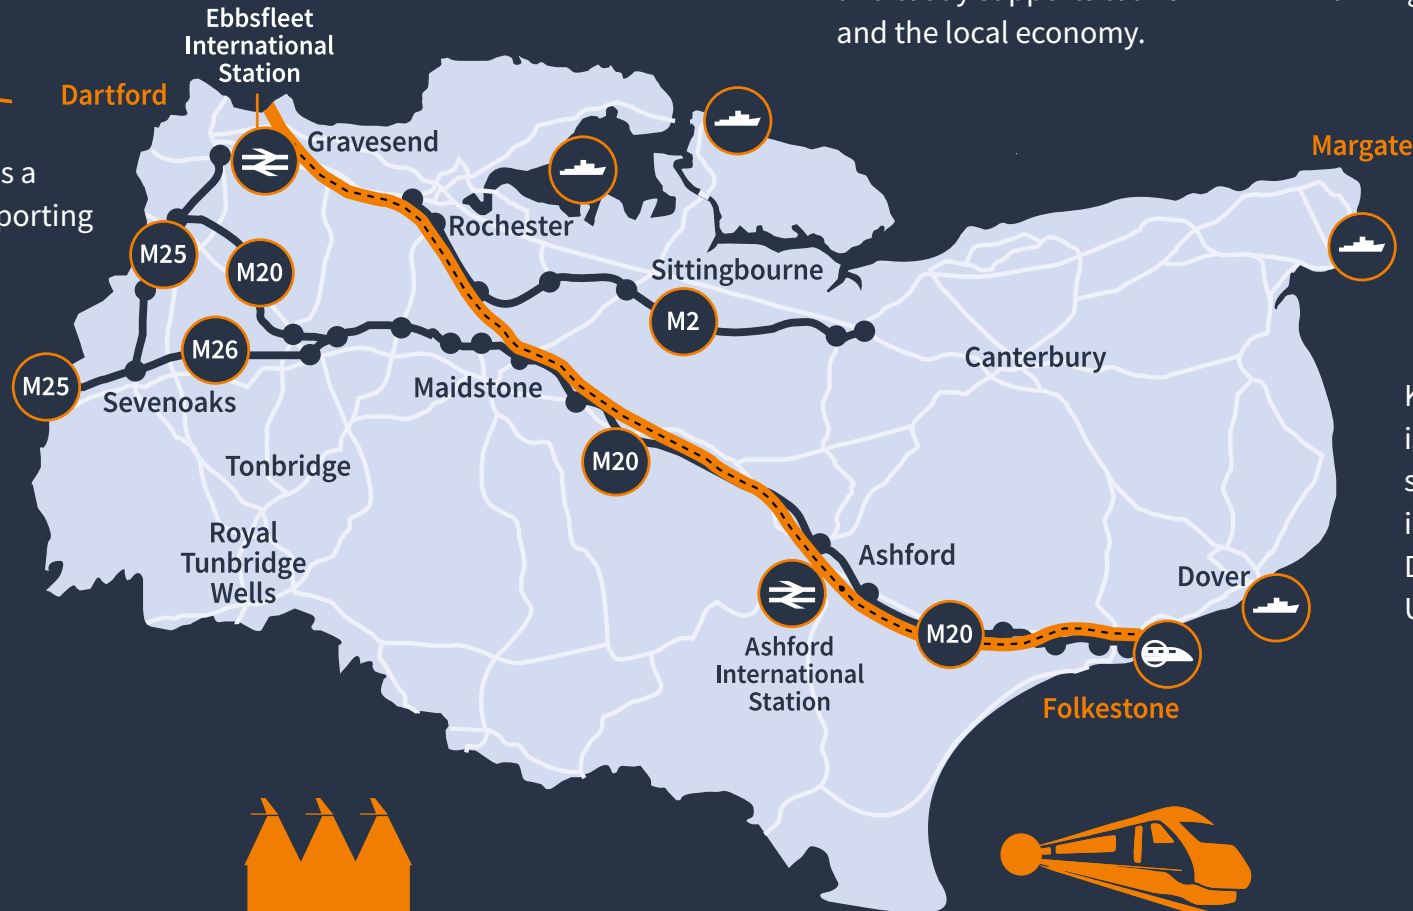 and the local economy.
Ebbsfleet
International
Station
Dartford
Gravesend
Margate
s a
porting
Rochester
M25
M20
Sittingbourne
M2
M26
Canterbury
M25
Sevenoaks
Maidstone
Tonbridge
M20
Royal
Tunbridge
Wells
Ashford
Dover
M20
Ashford
International
Station
Folkestone